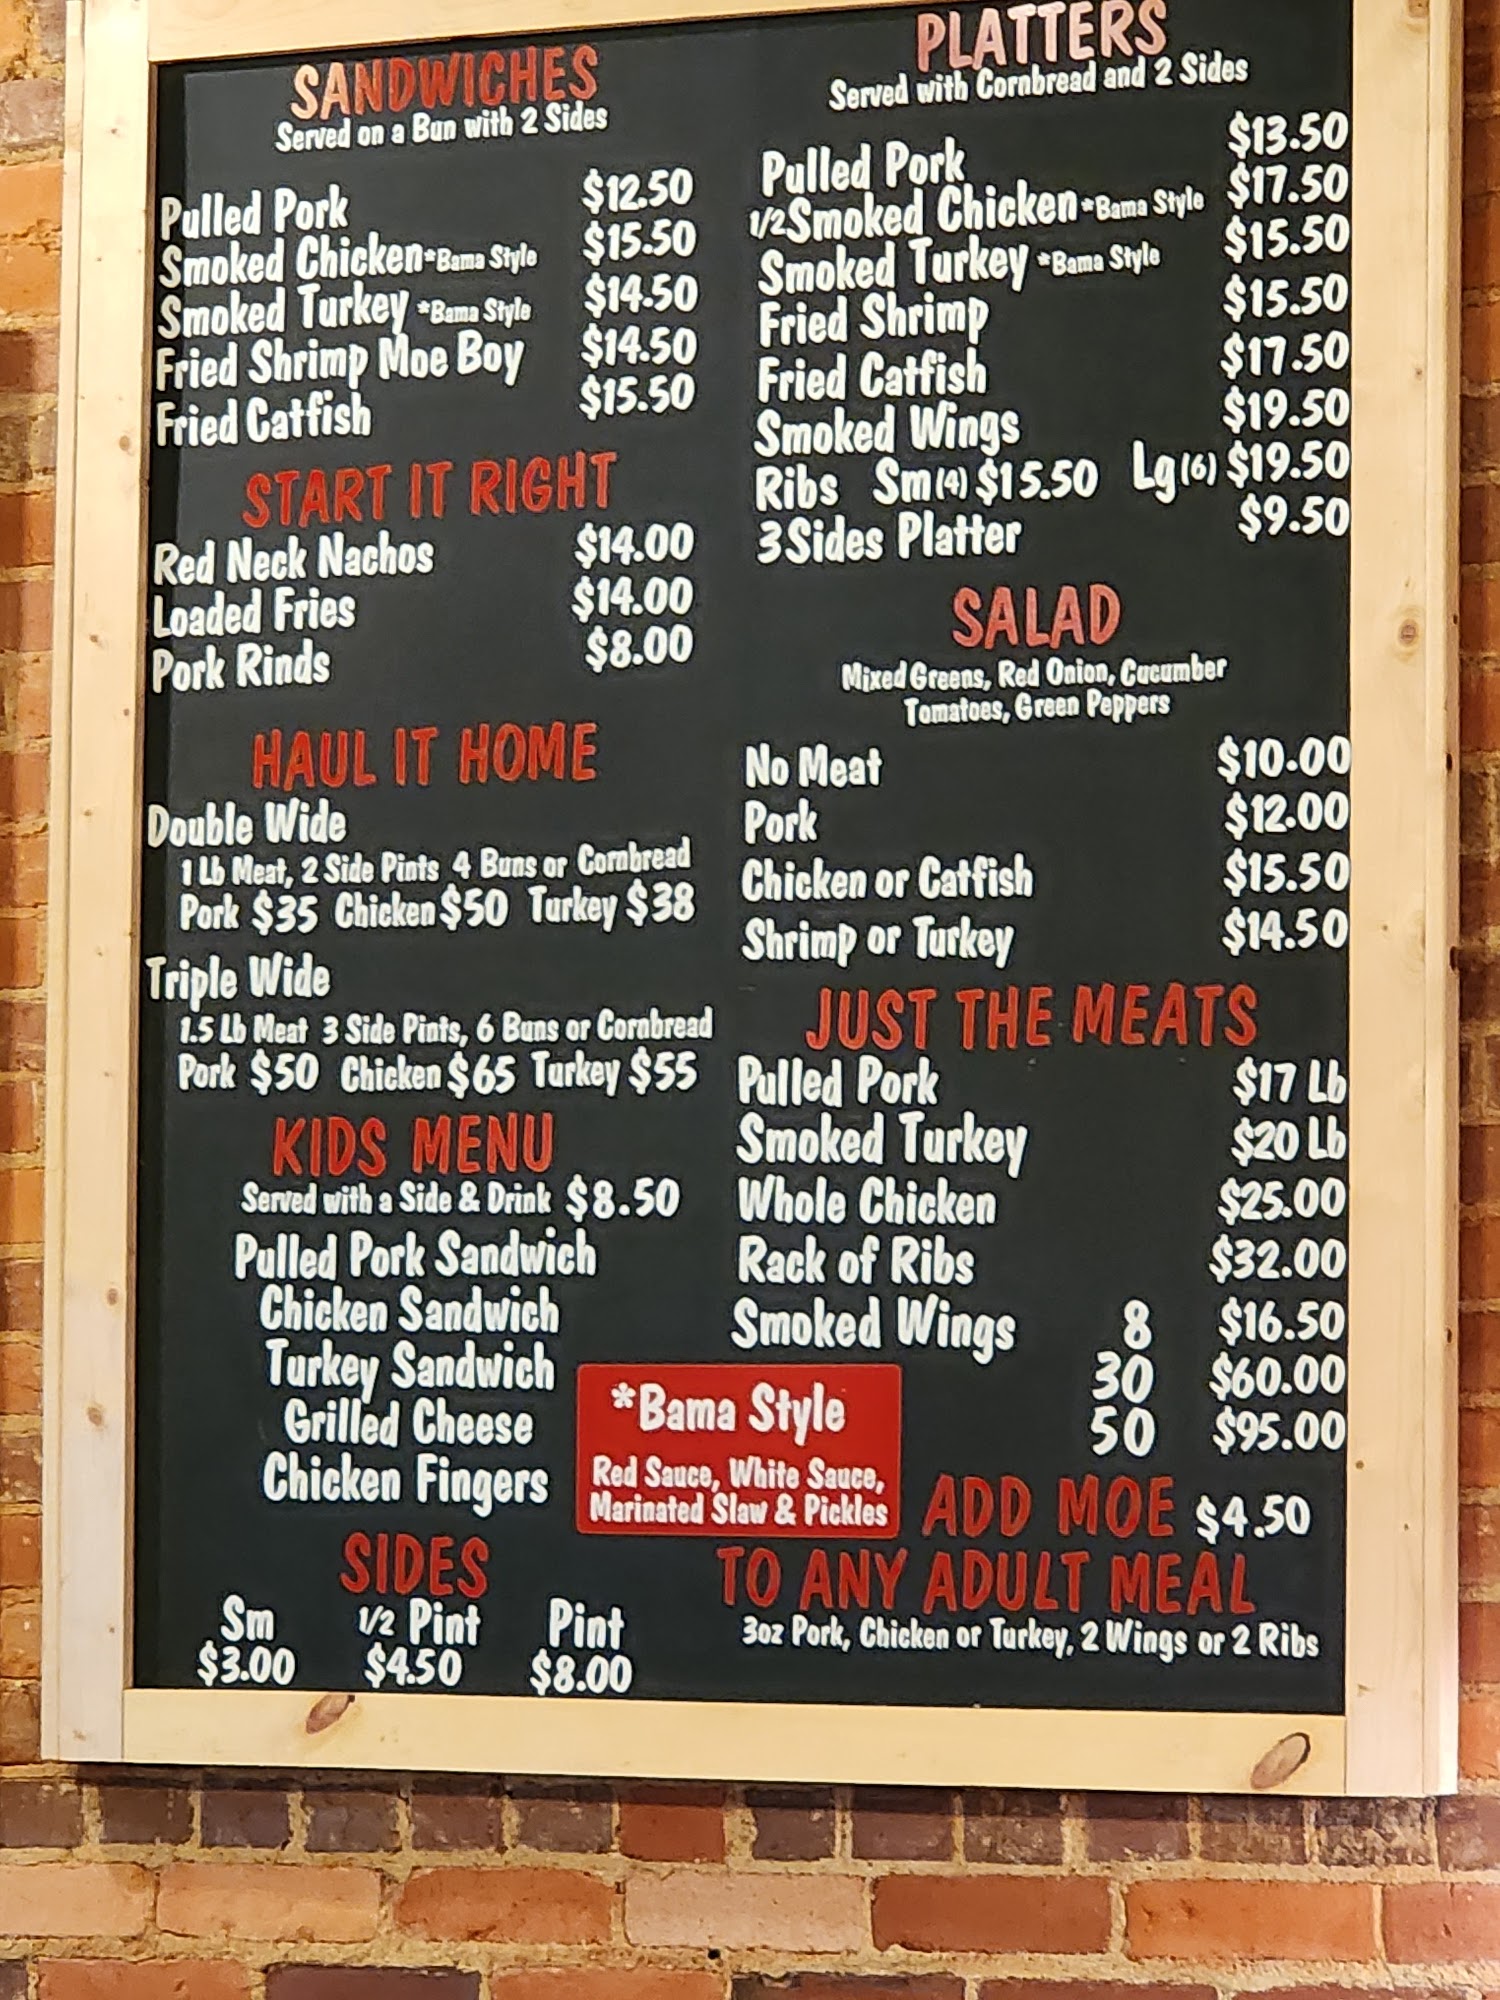 SANDWICHES
Served on a Bun with 2 Sides
Pulled Pork $12.50
Smoked Chicken *Bama Style $15.50
Smoked Turkey *Bama Style $14.50
Fried Shrimp Moe Boy $14.50
Fried Catfish $15.50
START IT RIGHT
Red Neck Nachos $14.00
Loaded Fries $14.00
Pork Rinds $8.00
HAUL IT HOME
Double Wide
1 Lb Meat, 2 Side Pints 4 Buns or Cornbread
Pork $35 Chicken $50 Turkey $38
Triple Wide
1.5 Lb Meat 3 Side Pints, 6 Buns or Cornbread
Pork $50 Chicken $65 Turkey $55
KIDS MENU
Served with a Side & Drink $8.50
Pulled Pork Sandwich
Chicken Sandwich
Turkey Sandwich
Grilled Cheese
Chicken Fingers
SIDES
Sm 1/2 Pint Pint
$3.00 $4.50 $8.00
PLATTERS
Served with Cornbread and 2 Sides
Pulled Pork $13.50
1/2 Smoked Chicken *Bama Style $17.50
Smoked Turkey *Bama Style $15.50
Fried Shrimp $15.50
Fried Catfish $17.50
Smoked Wings $19.50
Ribs Sm (4) $15.50 Lg (6) $19.50
3 Sides Platter $9.50
SALAD
Mixed Greens, Red Onion, Cucumber
Tomatoes, Green Peppers
No Meat $10.00
Pork $12.00
Chicken or Catfish $15.50
Shrimp or Turkey $14.50
JUST THE MEATS
Pulled Pork $17 Lb
Smoked Turkey $20 Lb
Whole Chicken $25.00
Rack of Ribs $32.00
Smoked Wings 8 $16.50
30 $60.00
50 $95.00
*Bama Style
Red Sauce, White Sauce,
Marinated Slaw & Pickles
ADD MOE $4.50
TO ANY ADULT MEAL
3oz Pork, Chicken or Turkey, 2 Wings or 2 Ribs